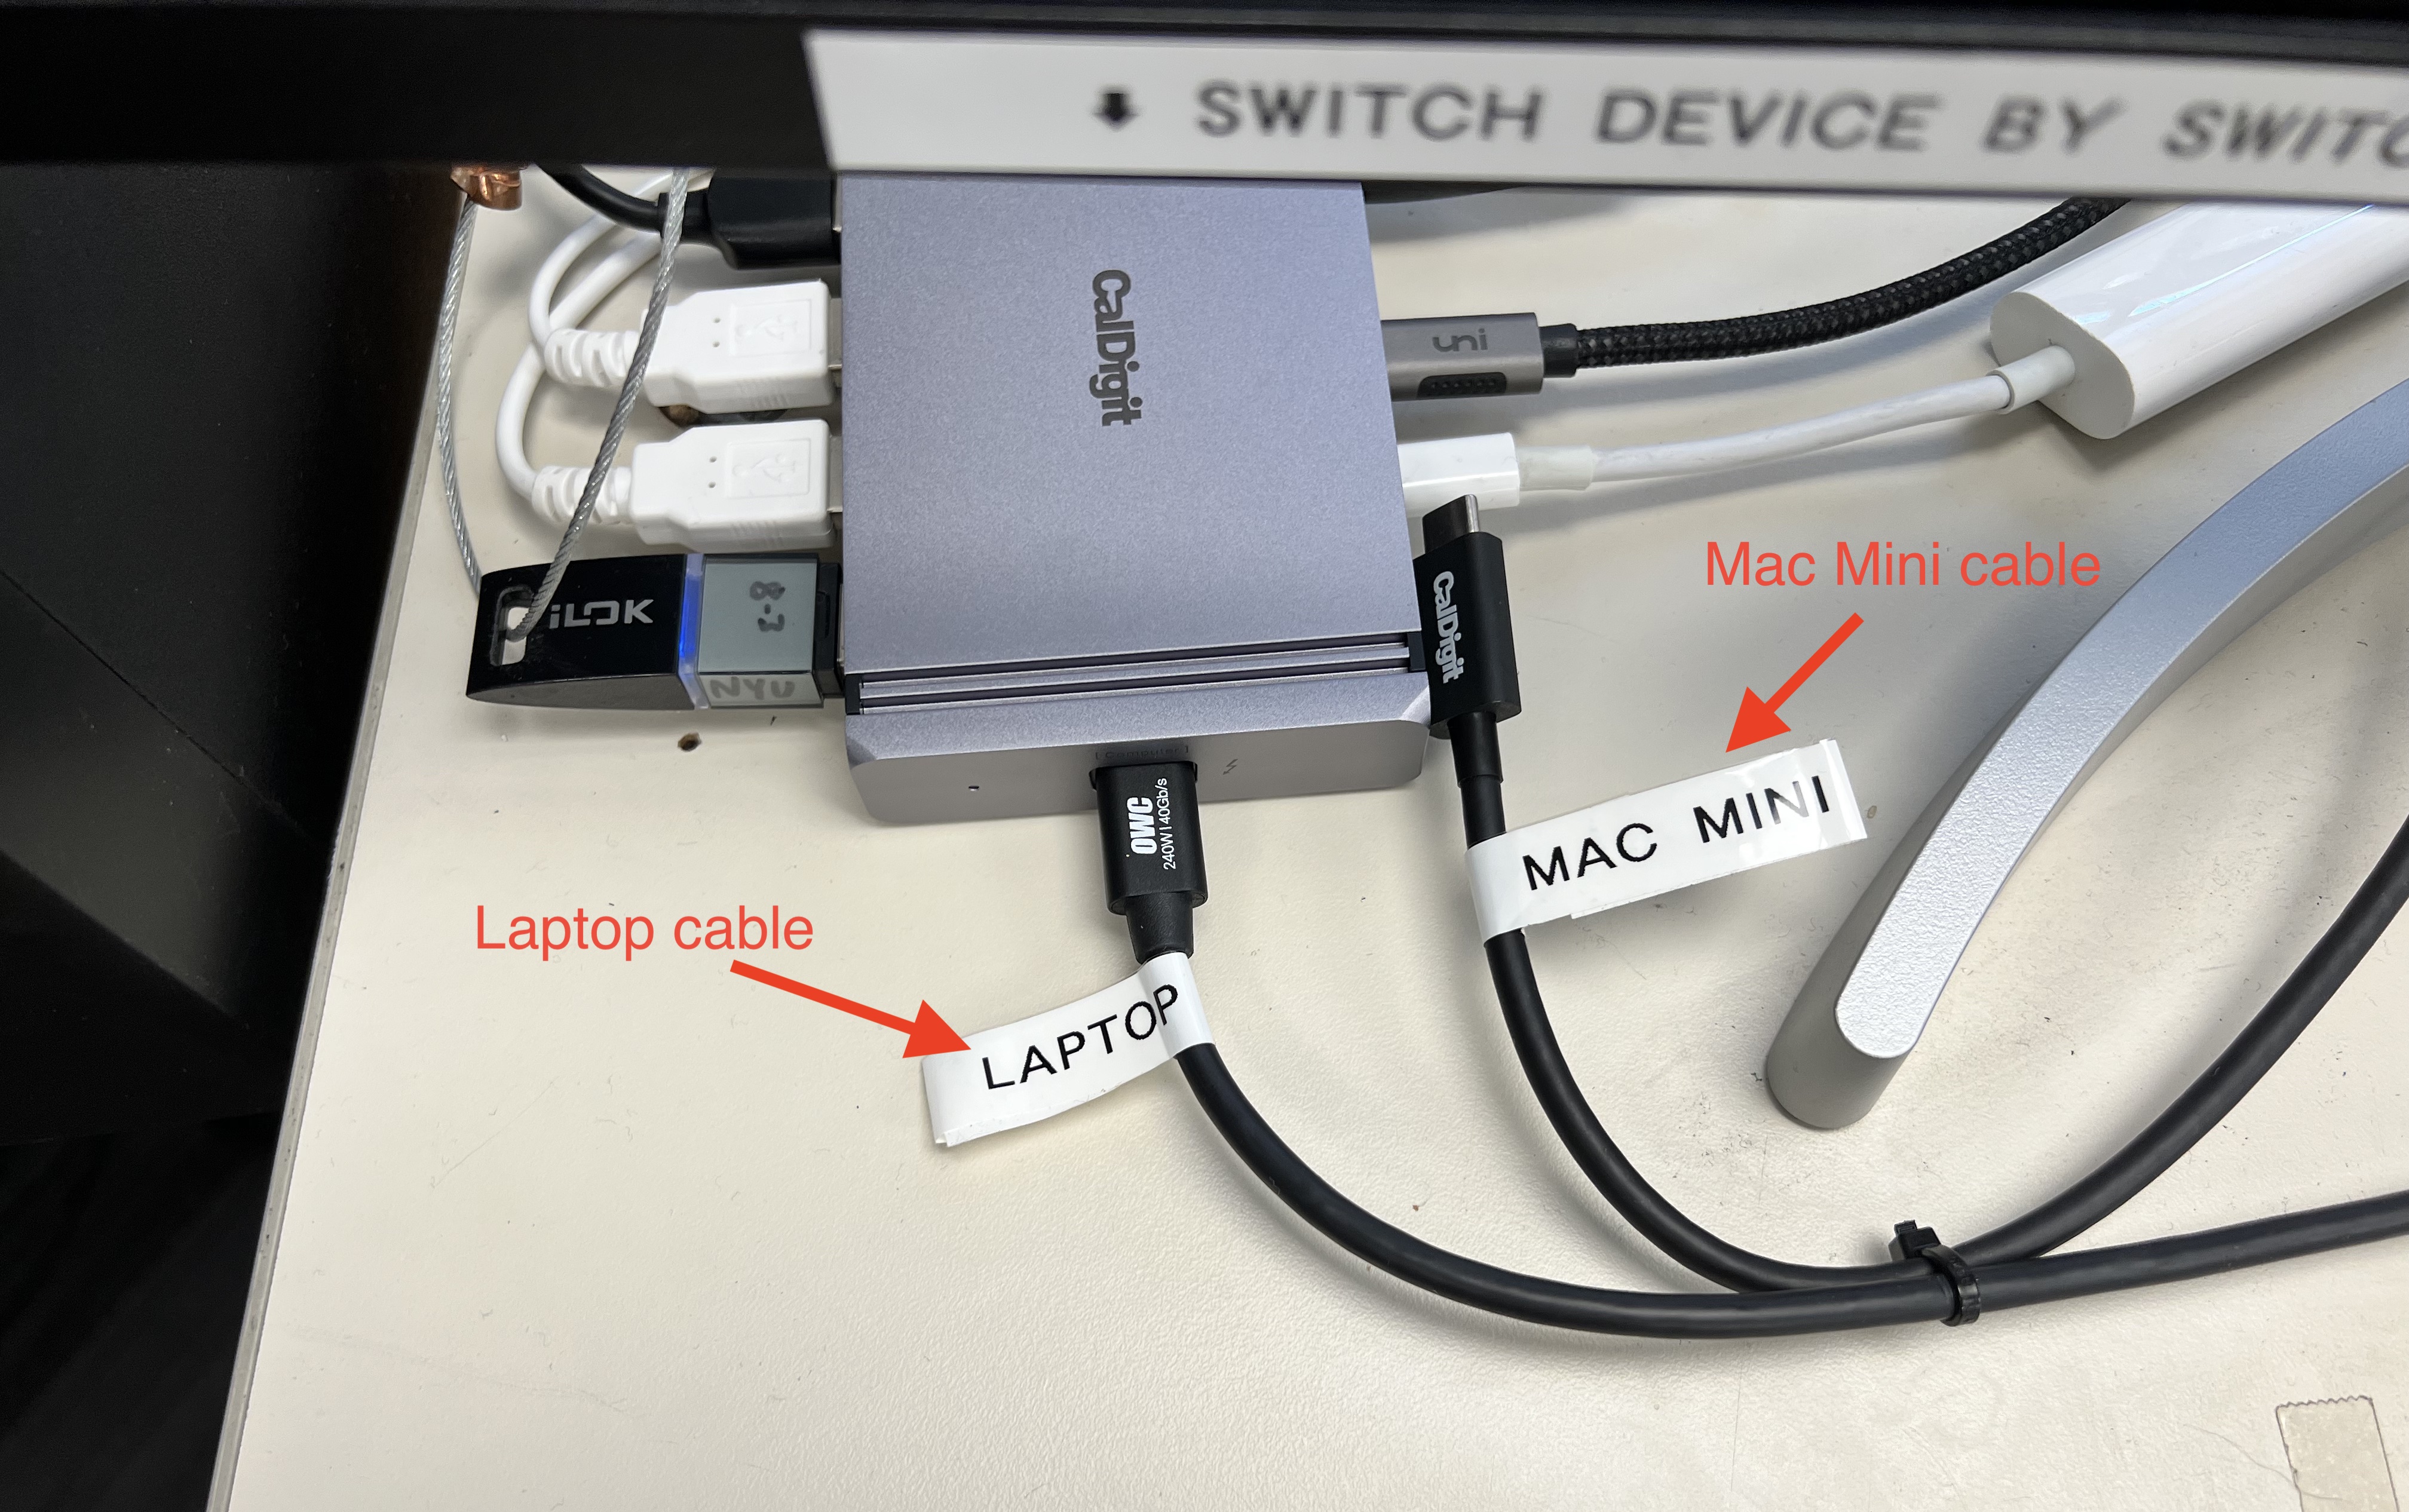 ⬇ SWITCH DEVICE BY SWITC
CalDigit
uni
Mac Mini cable
iLOK
8-3
NYU
CalDigit
MAC MINI
[Computer]
OWC
240W | 40Gb/s
Laptop cable
LAPTOP